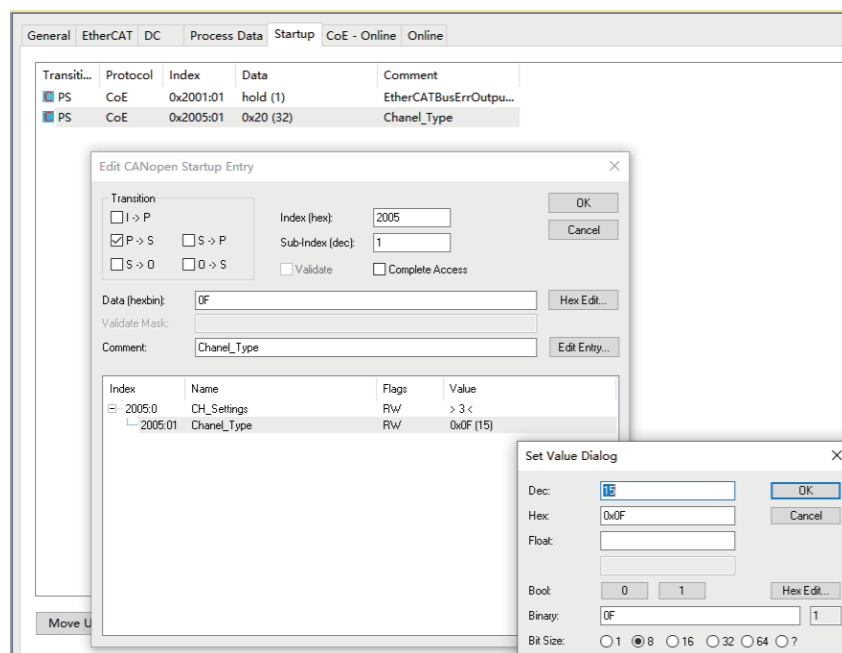 General EtherCAT DC Process Data Startup CoE - Online Online
Transiti... Protocol Index Data Comment
C PS CoE 0x2001:01 hold (1) EtherCATBusErrOutpu...
C PS CoE 0x2005:01 0x20 (32) Chanel_Type
Edit CANopen Startup Entry
Transition
I -> P
P -> S S -> P
S -> O O -> S
Index (hex): 2005
Sub-Index (dec): 1
Validate Complete Access
OK
Cancel
Data (hexbin): 0F Hex Edit...
Validate Mask:
Comment: Chanel_Type Edit Entry...
Index Name Flags Value
2005:0 CH_Settings RW > 3 <
2005:01 Chanel_Type RW 0x0F (15)
Move U
Set Value Dialog
Dec: 15 OK
Hex: 0x0F Cancel
Float:
Bool: 0 1 Hex Edit...
Binary: 0F 1
Bit Size: 1 8 16 32 64 ?